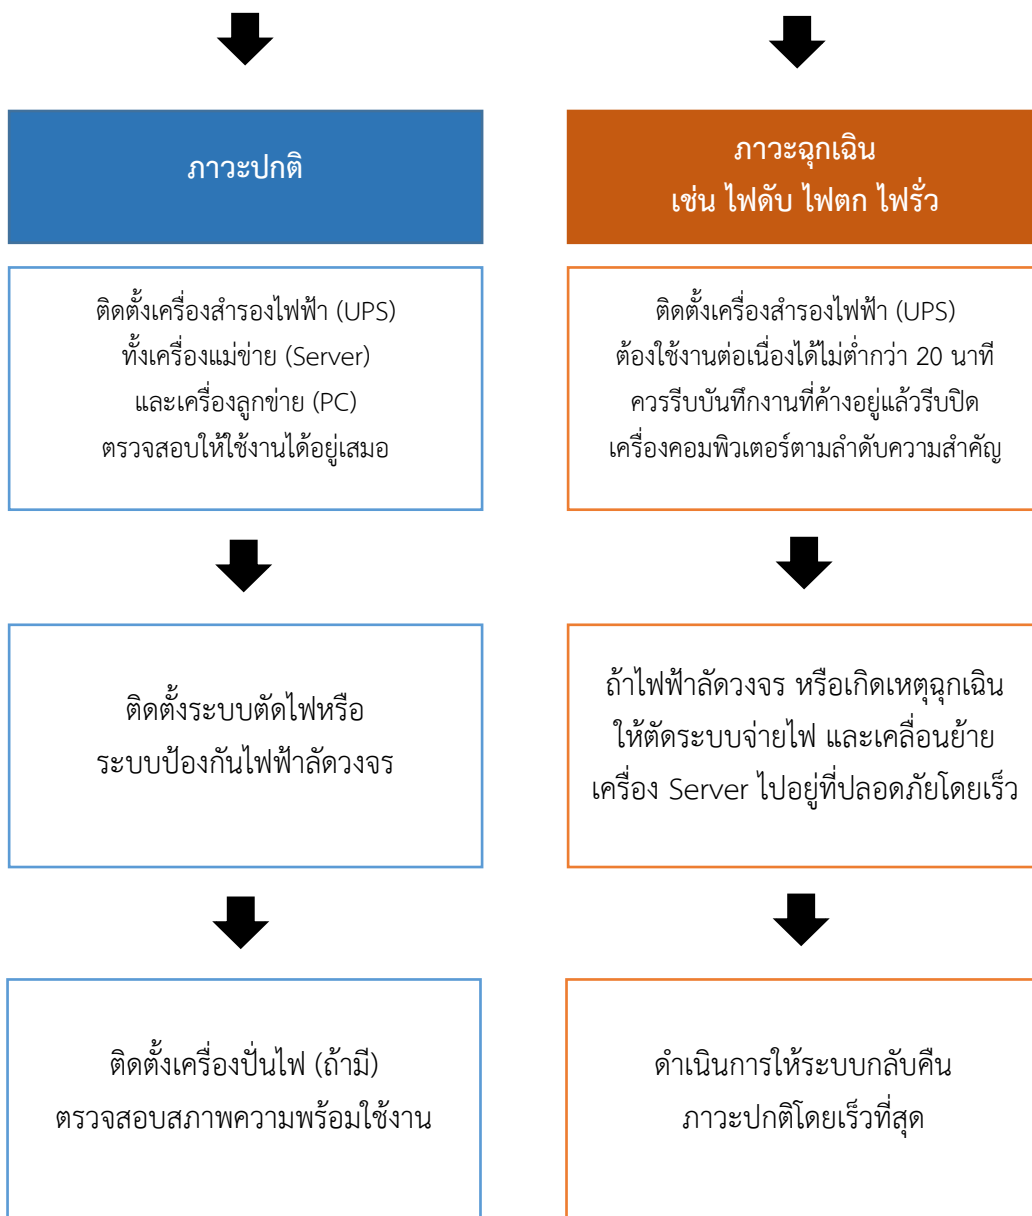 ภาวะปกติ
ติดตั้งเครื่องสำรองไฟฟ้า (UPS)
ทั้งเครื่องแม่ข่าย (Server)
และเครื่องลูกข่าย (PC)
ตรวจสอบให้ใช้งานได้อยู่เสมอ
ติดตั้งระบบตัดไฟหรือ
ระบบป้องกันไฟฟ้าลัดวงจร
ติดตั้งเครื่องปั่นไฟ (ถ้ามี)
ตรวจสอบสภาพความพร้อมใช้งาน
ภาวะฉุกเฉิน
เช่น ไฟดับ ไฟตก ไฟรั่ว
ติดตั้งเครื่องสำรองไฟฟ้า (UPS)
ต้องใช้งานต่อเนื่องได้ไม่ต่ำกว่า 20 นาที
ควรรีบบันทึกงานที่ค้างอยู่แล้วรีบปิด
เครื่องคอมพิวเตอร์ตามลำดับความสำคัญ
ถ้าไฟฟ้าลัดวงจร หรือเกิดเหตุฉุกเฉิน
ให้ตัดระบบจ่ายไฟ และเคลื่อนย้าย
เครื่อง Server ไปอยู่ที่ปลอดภัยโดยเร็ว
ดำเนินการให้ระบบกลับคืน
ภาวะปกติโดยเร็วที่สุด